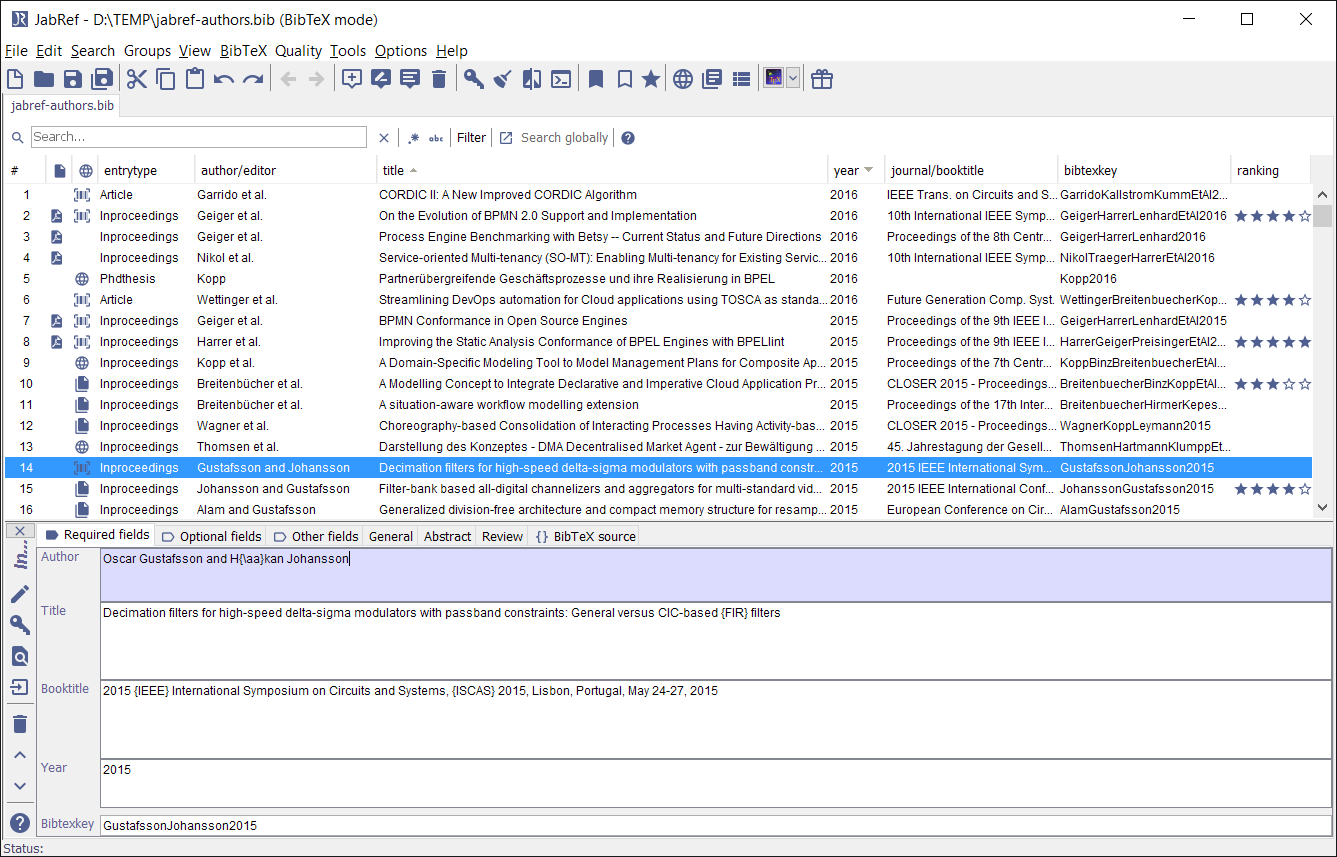 JabRef - D:\TEMP\jabref-authors.bib (BibTeX mode)
File Edit Search Groups View BibTeX Quality Tools Options Help
jabref-authors.bib
Search... abc Filter Search globally
# entrytype author/editor title year journal/booktitle bibtexkey ranking
1 Article Garrido et al. CORDIC II: A New Improved CORDIC Algorithm 2016 IEEE Trans. on Circuits and S... GarridoKallstromKummEtAl2...
2 Inproceedings Geiger et al. On the Evolution of BPMN 2.0 Support and Implementation 2016 10th International IEEE Symp... GeigerHarrerLenhardEtAl2016
3 Inproceedings Geiger et al. Process Engine Benchmarking with Betsy -- Current Status and Future Directions 2016 Proceedings of the 8th Centr... GeigerHarrerLenhard2016
4 Inproceedings Nikol et al. Service-oriented Multi-tenancy (SO-MT): Enabling Multi-tenancy for Existing Servic... 2016 10th International IEEE Symp... NikolTraegerHarrerEtAl2016
5 Phdthesis Kopp Partnerübergreifende Geschäftsprozesse und ihre Realisierung in BPEL 2016 Kopp2016
6 Article Wettinger et al. Streamlining DevOps automation for Cloud applications using TOSCA as standa... 2016 Future Generation Comp. Syst. WettingerBreitenbuecherKop...
7 Inproceedings Geiger et al. BPMN Conformance in Open Source Engines 2015 Proceedings of the 9th IEEE I... GeigerHarrerLenhardEtAl2015
8 Inproceedings Harrer et al. Improving the Static Analysis Conformance of BPEL Engines with BPELlint 2015 Proceedings of the 9th IEEE I... HarrerGeigerPreisingerEtAl2...
9 Inproceedings Kopp et al. A Domain-Specific Modeling Tool to Model Management Plans for Composite Ap... 2015 Proceedings of the 7th Centr... KoppBinzBreitenbuecherEtAl...
10 Inproceedings Breitenbücher et al. A Modelling Concept to Integrate Declarative and Imperative Cloud Application Pr... 2015 CLOSER 2015 - Proceedings... BreitenbuecherBinzKoppEtAl...
11 Inproceedings Breitenbücher et al. A situation-aware workflow modelling extension 2015 Proceedings of the 17th Inter... BreitenbuecherHirmerKepes...
12 Inproceedings Wagner et al. Choreography-based Consolidation of Interacting Processes Having Activity-bas... 2015 CLOSER 2015 - Proceedings... WagnerKoppLeymann2015
13 Inproceedings Thomsen et al. Darstellung des Konzeptes - DMA Decentralised Market Agent - zur Bewältigung ... 2015 45. Jahrestagung der Gesell... ThomsenHartmannKlumppEt...
14 Inproceedings Gustafsson and Johansson Decimation filters for high-speed delta-sigma modulators with passband constr... 2015 2015 IEEE International Sym... GustafssonJohansson2015
15 Inproceedings Johansson and Gustafsson Filter-bank based all-digital channelizers and aggregators for multi-standard vid... 2015 2015 IEEE International Conf... JohanssonGustafsson2015
16 Inproceedings Alam and Gustafsson Generalized division-free architecture and compact memory structure for resamp... 2015 European Conference on Cir... AlamGustafsson2015
Required fields Optional fields Other fields General Abstract Review {} BibTeX source
Author Oscar Gustafsson and H{\aa}kan Johansson
Title Decimation filters for high-speed delta-sigma modulators with passband constraints: General versus CIC-based {FIR} filters
Booktitle 2015 {IEEE} International Symposium on Circuits and Systems, {ISCAS} 2015, Lisbon, Portugal, May 24-27, 2015
Year 2015
Bibtexkey GustafssonJohansson2015
Status: